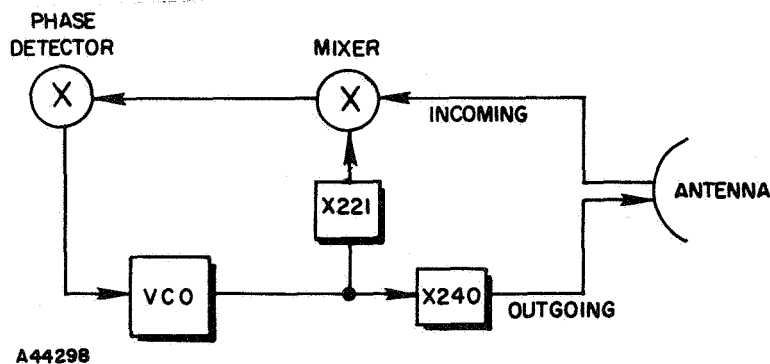 PHASE
DETECTOR
MIXER
X
X
INCOMING
ANTENNA
X221
VCO
X240
OUTGOING
A44298